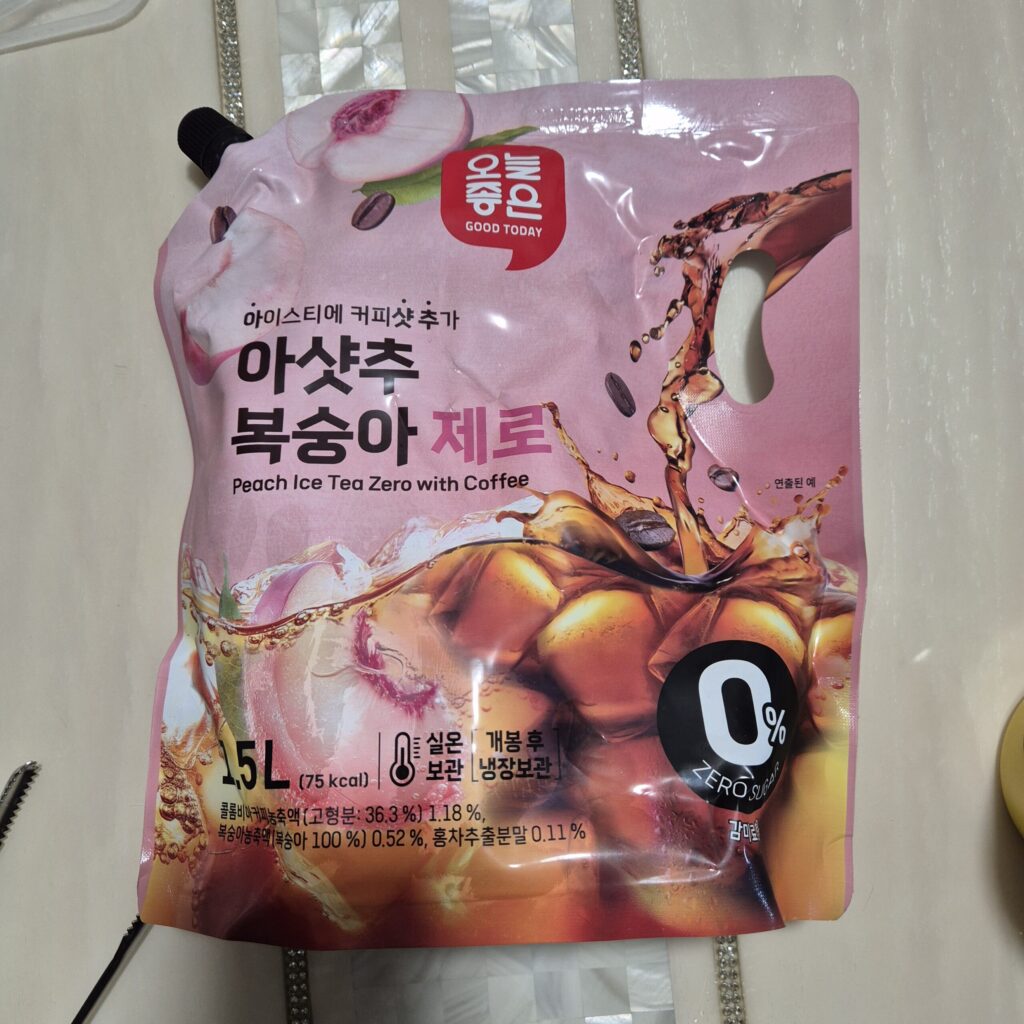 오늘
좋은
GOOD TODAY
아이스티에 커피샷 추가
아샷추
복숭아 제로
Peach Ice Tea Zero with Coffee
연출된 예
0%
ZERO SUGAR
1.5L (75 kcal)
실온
보관
[개봉 후
냉장보관]
콜롬비아커피농축액(고형분: 36.3 %) 1.18 %,
복숭아농축액(복숭아 100 %) 0.52 %, 홍차추출분말 0.11 %